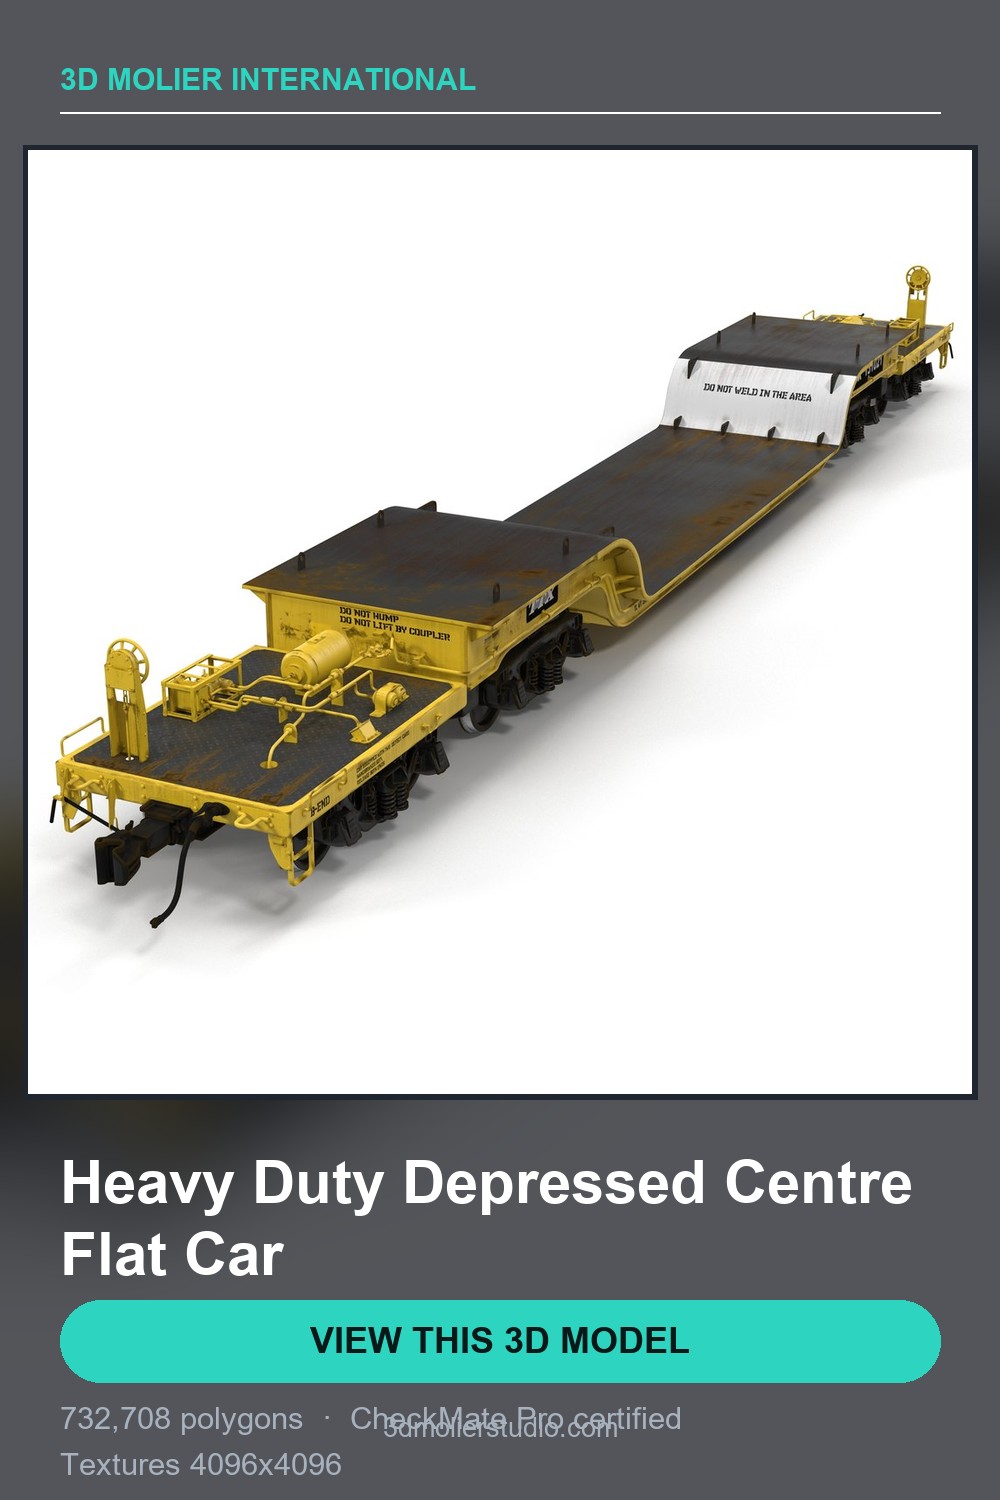 3D MOLIER INTERNATIONAL
DO NOT WELD IN THE AREA
DO NOT HUMP
DO NOT LIFT BY COUPLER
TTX
B-END
Heavy Duty Depressed Centre
Flat Car
VIEW THIS 3D MODEL
732,708 polygons · CheckMate Pro certified
3dmolierstudio.com
Textures 4096x4096